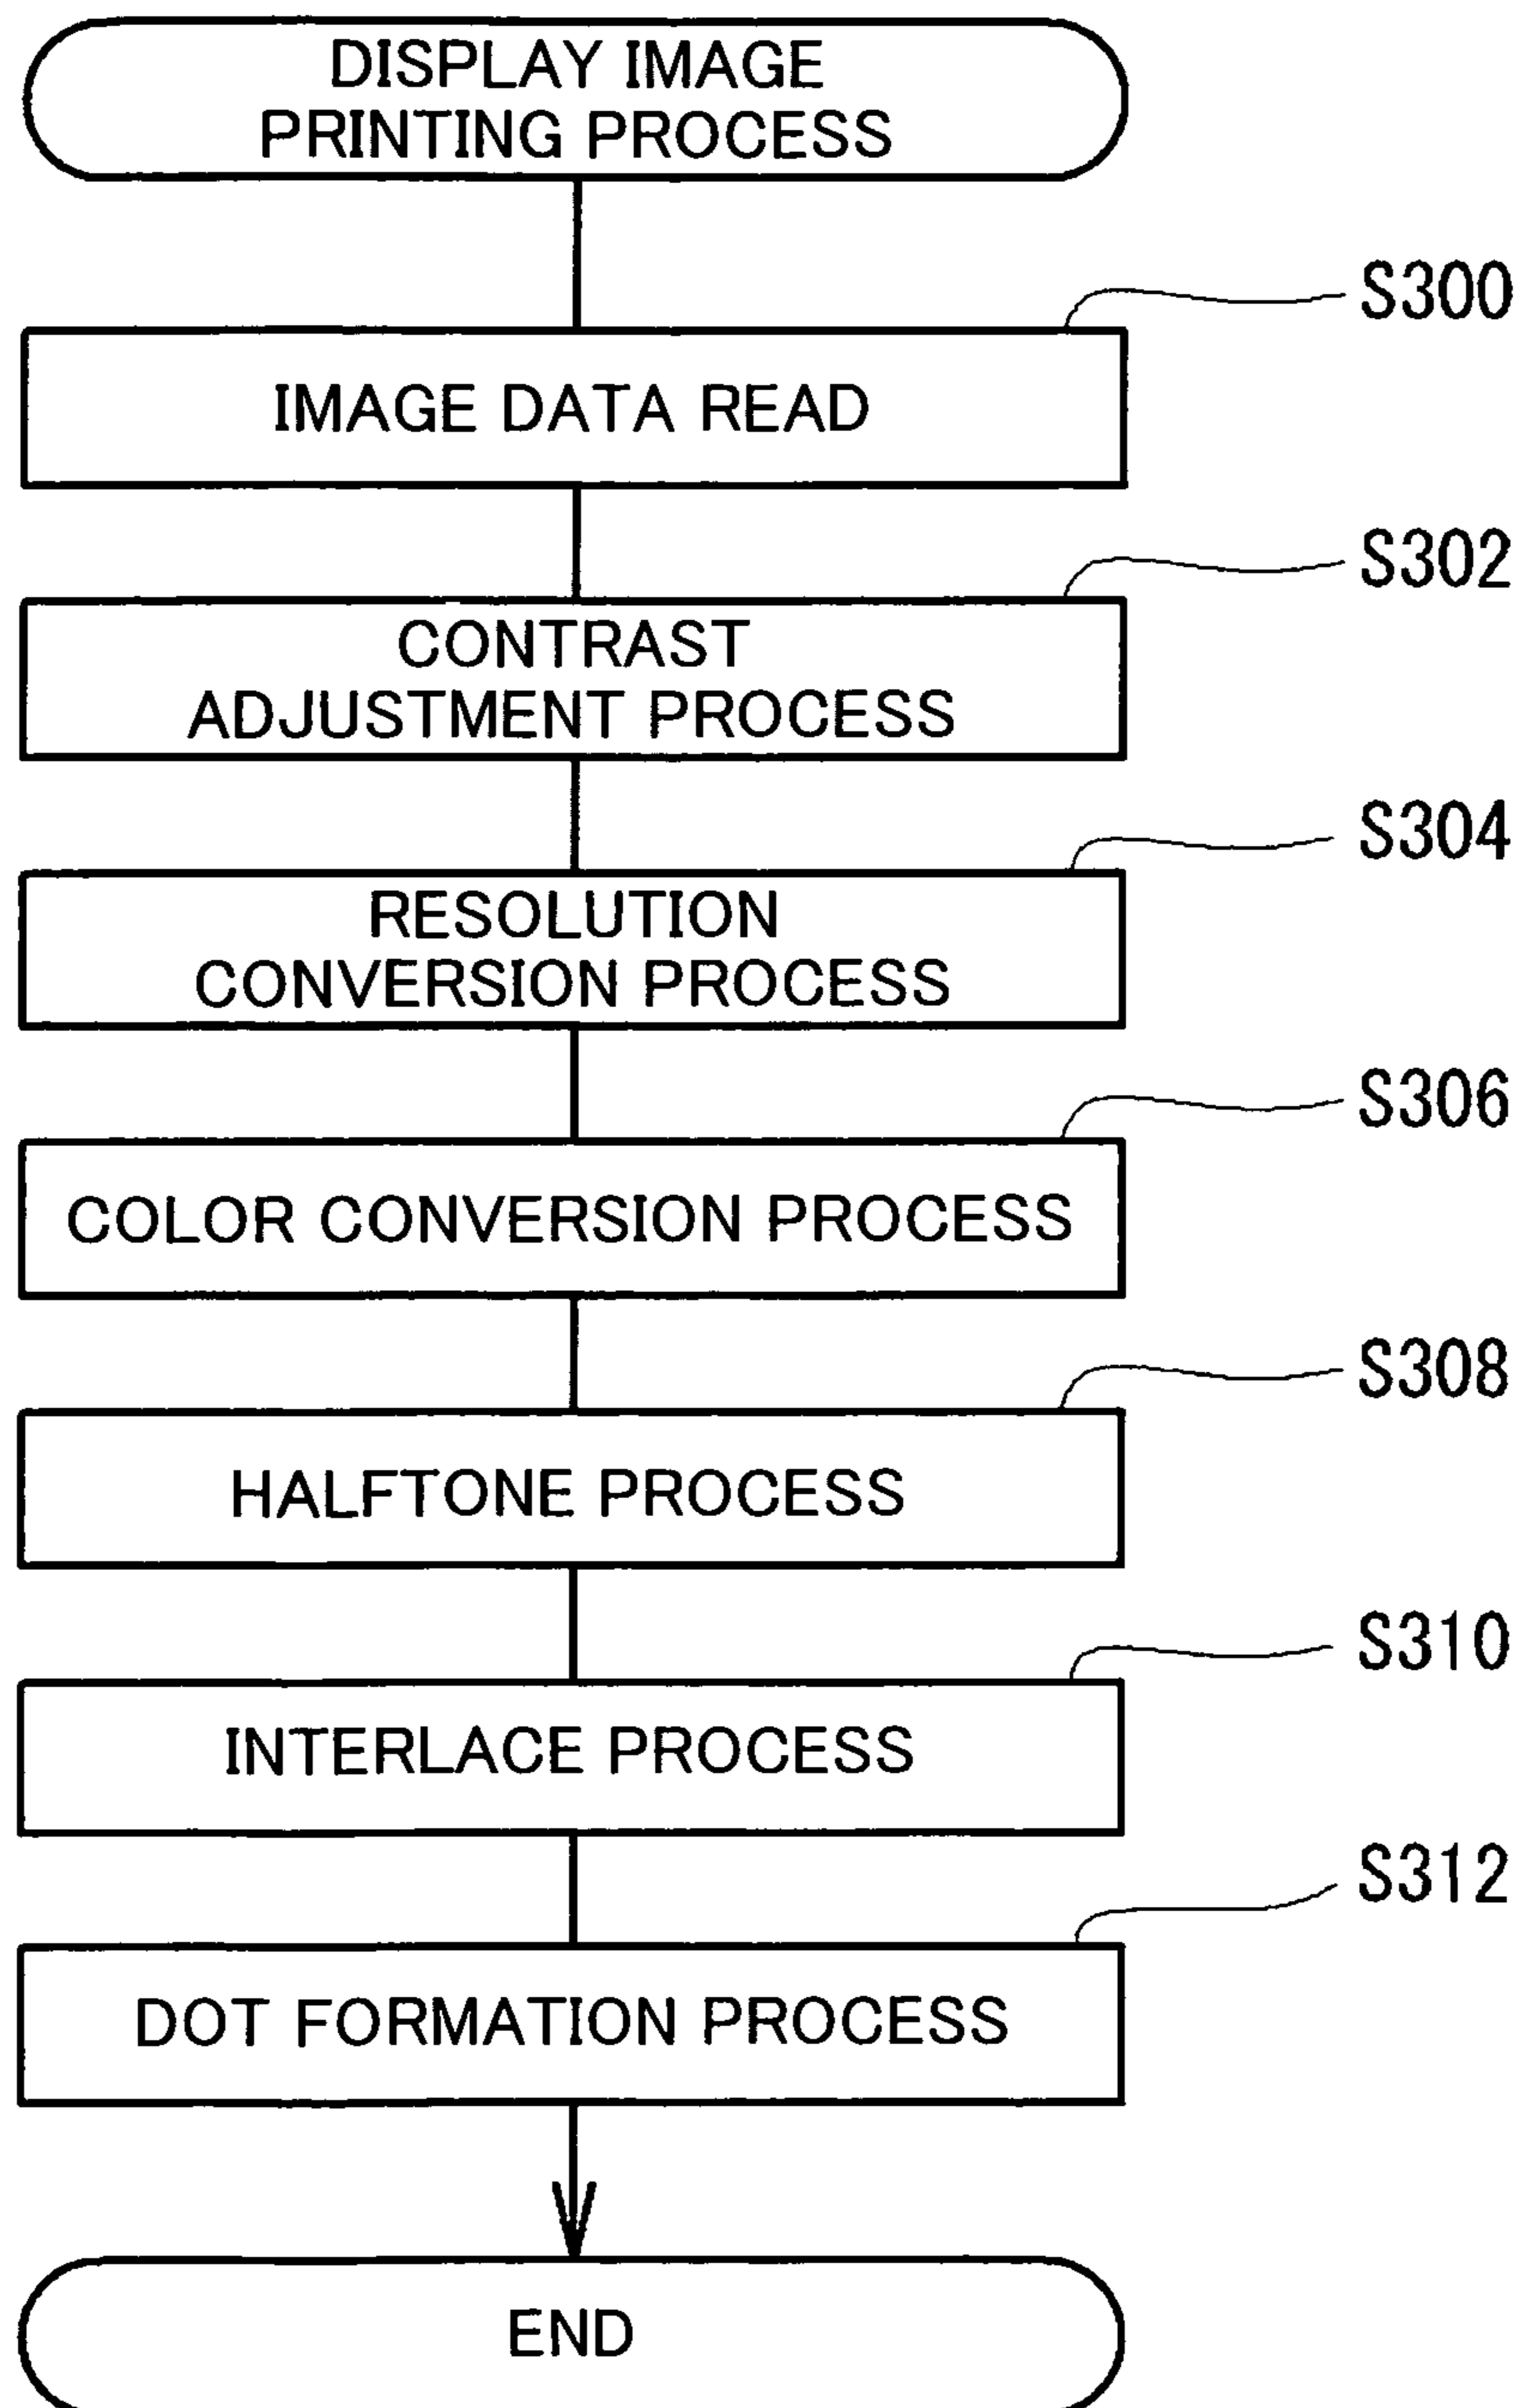 DISPLAY IMAGE
PRINTING PROCESS
S300
IMAGE DATA READ
S302
CONTRAST
ADJUSTMENT PROCESS
S304
RESOLUTION
CONVERSION PROCESS
S306
COLOR CONVERSION PROCESS
S308
HALFTONE PROCESS
S310
INTERLACE PROCESS
S312
DOT FORMATION PROCESS
END